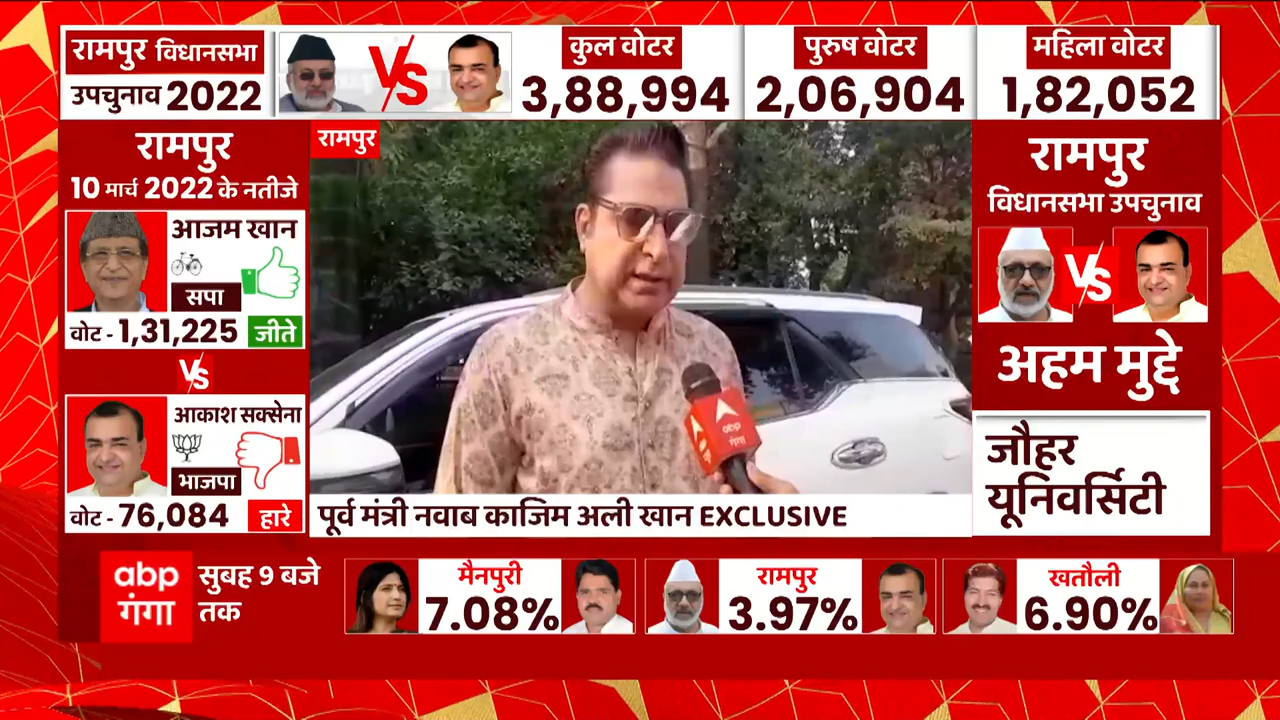 रामपुर विधानसभा
उपचुनाव 2022
VS
कुल वोटर
3,88,994
पुरुष वोटर
2,06,904
महिला वोटर
1,82,052
रामपुर
10 मार्च 2022 के नतीजे
आजम खान
सपा
वोट - 1,31,225 जीते
VS
आकाश सक्सेना
भाजपा
वोट - 76,084 हारे
रामपुर
abp
गंगा
पूर्व मंत्री नवाब काजिम अली खान EXCLUSIVE
रामपुर
विधानसभा उपचुनाव
VS
अहम मुद्दे
जौहर
यूनिवर्सिटी
abp
गंगा
सुबह 9 बजे
तक
मैनपुरी
7.08%
रामपुर
3.97%
खतौली
6.90%